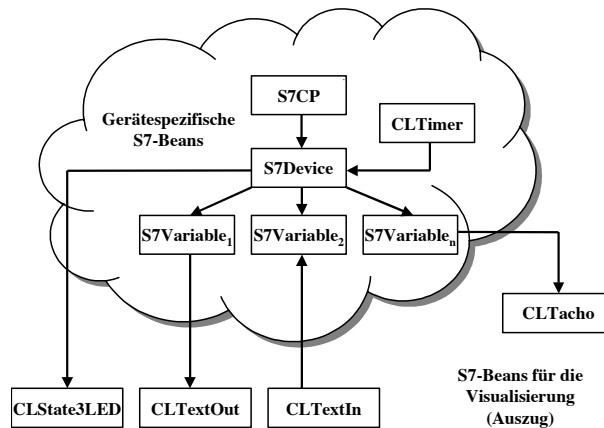 S7CP
Gerätespezifische
S7-Beans
CLTimer
S7Device
S7Variable1
S7Variable2
S7Variablen
CLTacho
S7-Beans für die
Visualisierung
(Auszug)
CLState3LED
CLTextOut
CLTextIn